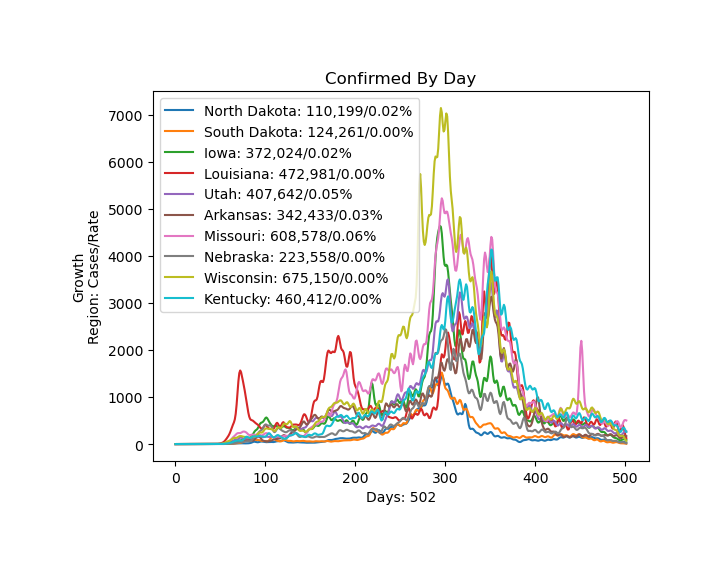 Confirmed By Day
North Dakota: 110,199/0.02%
South Dakota: 124,261/0.00%
Iowa: 372,024/0.02%
Louisiana: 472,981/0.00%
Utah: 407,642/0.05%
Arkansas: 342,433/0.03%
Missouri: 608,578/0.06%
Nebraska: 223,558/0.00%
Wisconsin: 675,150/0.00%
Kentucky: 460,412/0.00%
7000
6000
5000
4000
3000
2000
1000
0
Growth
Region: Cases/Rate
0 100 200 300 400 500
Days: 502